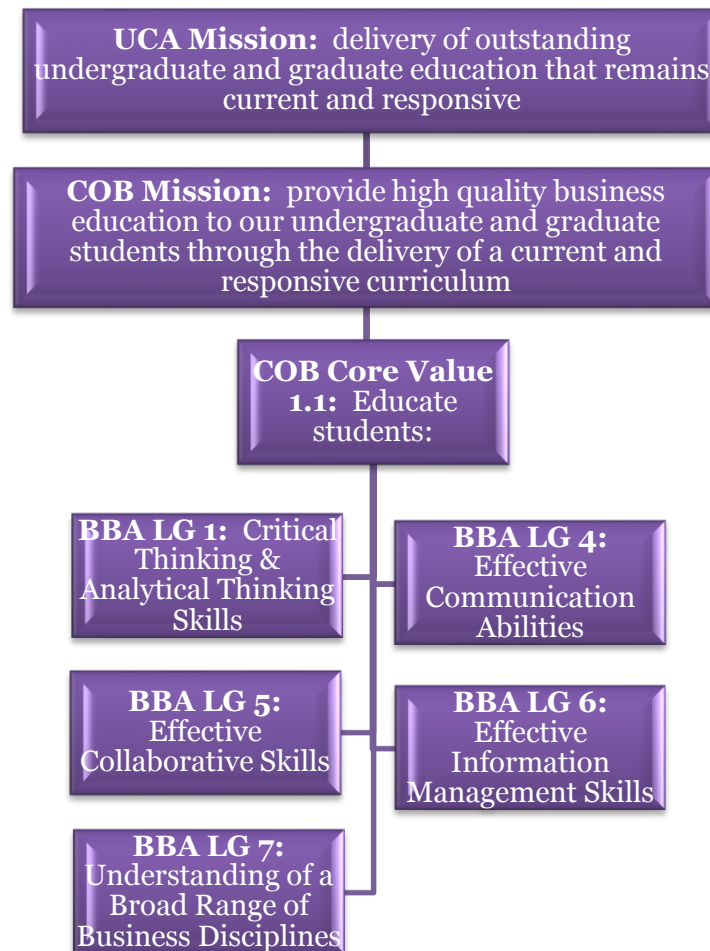 UCA Mission: delivery of outstanding
undergraduate and graduate education that remains
current and responsive
COB Mission: provide high quality business
education to our undergraduate and graduate
students through the delivery of a current and
responsive curriculum
COB Core Value
1.1: Educate
students:
BBA LG 1: Critical
Thinking &
Analytical Thinking
Skills
BBA LG 4:
Effective
Communication
Abilities
BBA LG 5:
Effective
Collaborative Skills
BBA LG 6:
Effective
Information
Management Skills
BBA LG 7:
Understanding of a
Broad Range of
Business Disciplines